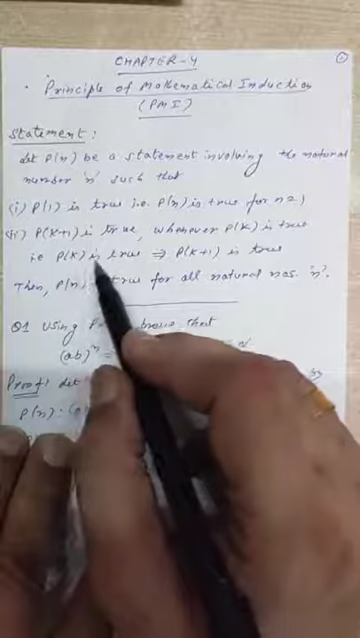 CHAPTER-4
①
• Principle of Mathematical Induction
(PMI)
Statement:
Let P(n) be a statement involving the natural
number 'n' such that
(i) P(1) is true i.e. P(n) is true for n=1
(ii) P(K+1) is true, whenever P(K) is true
i.e P(K) is true ⇒ P(K+1) is true
Then, P(n) true for all natural nos. 'n'.
Q1 Using prove that
(ab)ⁿ =
Proof: Let
P(n): (a